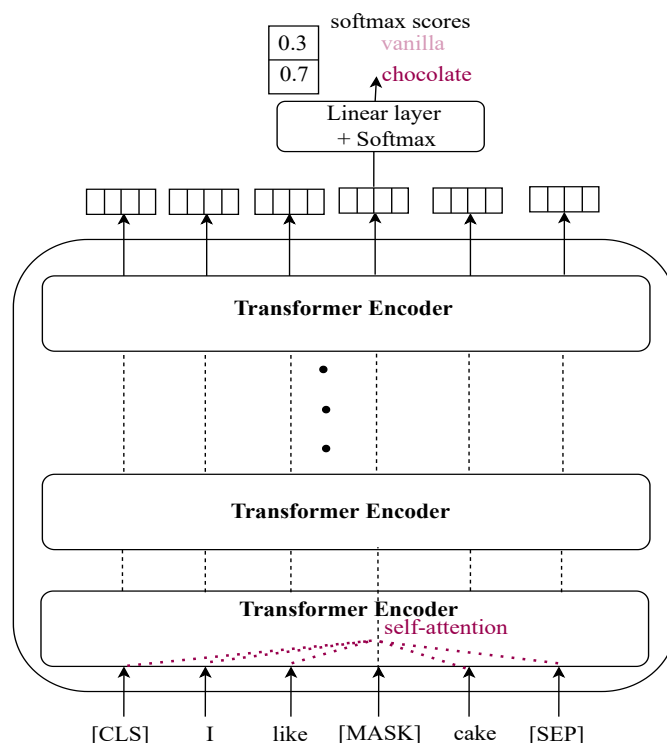 softmax scores
0.3 vanilla
0.7 chocolate
Linear layer
+ Softmax
Transformer Encoder
Transformer Encoder
Transformer Encoder
self-attention
[CLS] I like [MASK] cake [SEP]